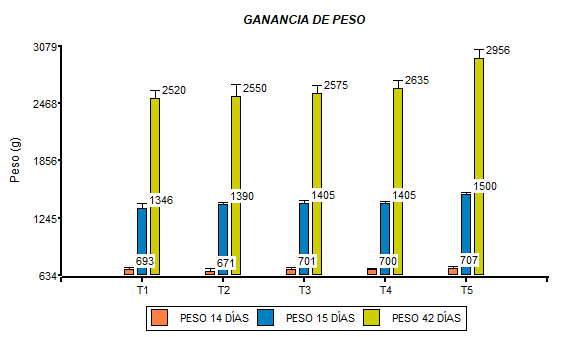 GANANCIA DE PESO
3079
2468
1856
1245
634
Peso (g)
693
1346
2520
671
1390
2550
701
1405
2575
700
1405
2635
707
1500
2956
T1
T2
T3
T4
T5
PESO 14 DÍAS
PESO 15 DÍAS
PESO 42 DÍAS